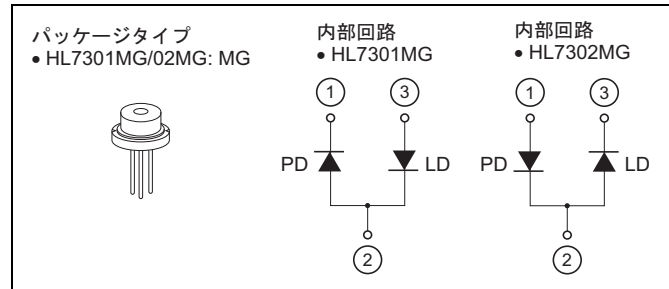 パッケージタイプ
• HL7301MG/02MG: MG
内部回路
• HL7301MG
1 3
PD LD
2
内部回路
• HL7302MG
1 3
PD LD
2